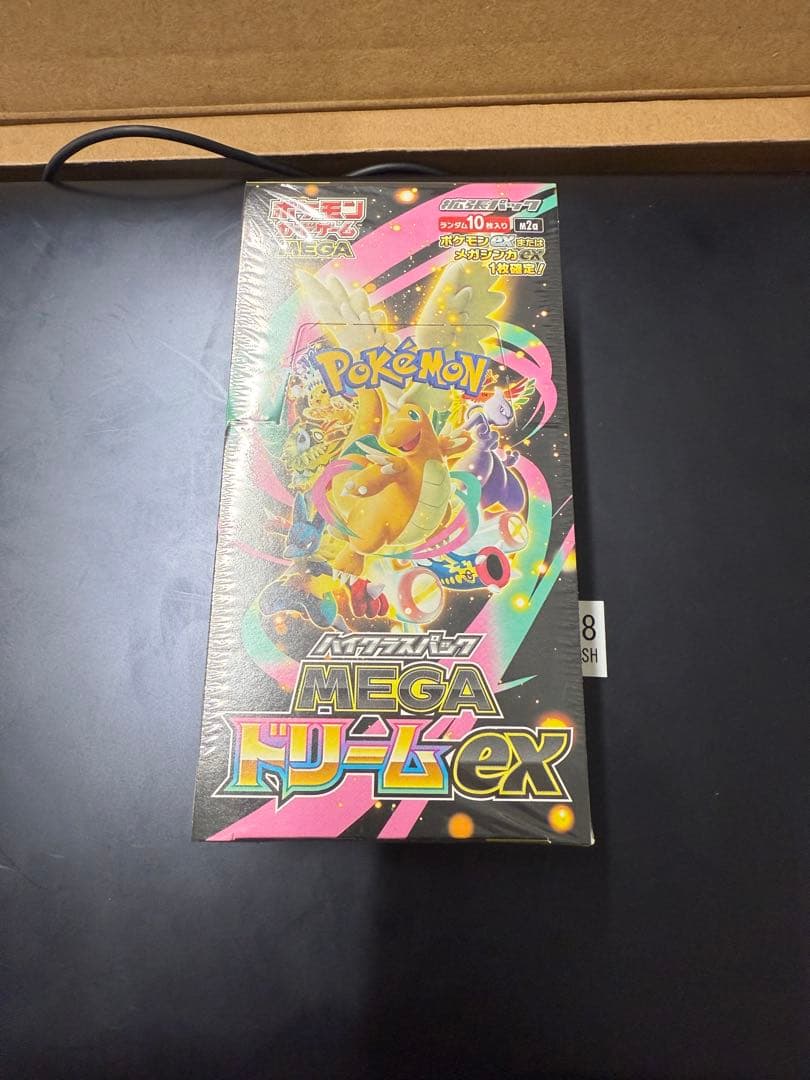 ポケモン
カードゲーム
MEGA
拡張パック
ランダム10枚入り
M2a
ポケモンexまたは
メガシンカex
1枚確定!
POKÉMON
ハイクラスパック
MEGA
ドリームex
8
SH